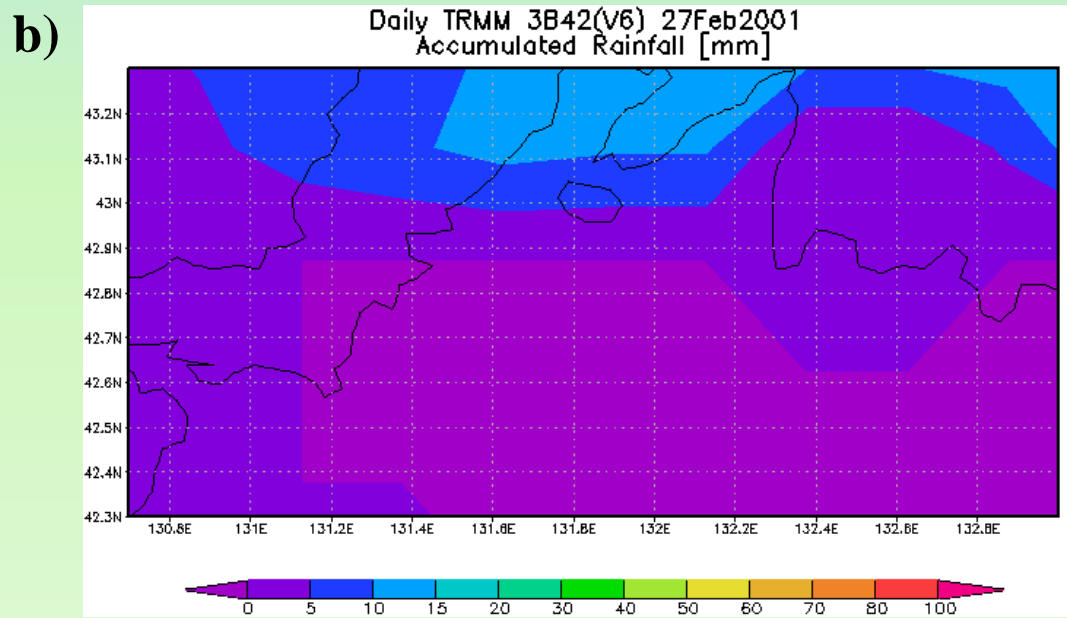 b)
Daily TRMM 3B42(V6) 27Feb2001
Accumulated Rainfall [mm]
43.2N
43.1N
43N
42.9N
42.8N
42.7N
42.6N
42.5N
42.4N
42.3N
130.8E 131E 131.2E 131.4E 131.6E 131.8E 132E 132.2E 132.4E 132.6E 132.8E
0 5 10 15 20 30 40 50 60 70 80 100